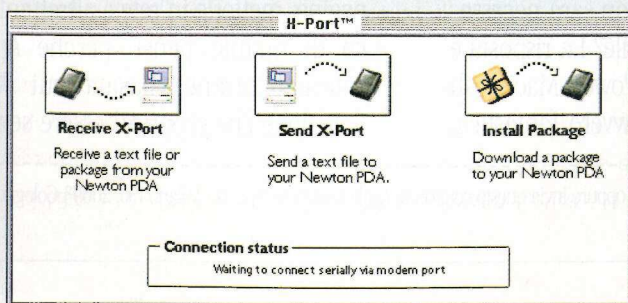 X-Port™
Receive X-Port
Receive a text file or
package from your
Newton PDA
Send X-Port
Send a text file to
your Newton PDA.
Install Package
Download a package
to your Newton PDA
Connection status
Waiting to connect serially via modem port